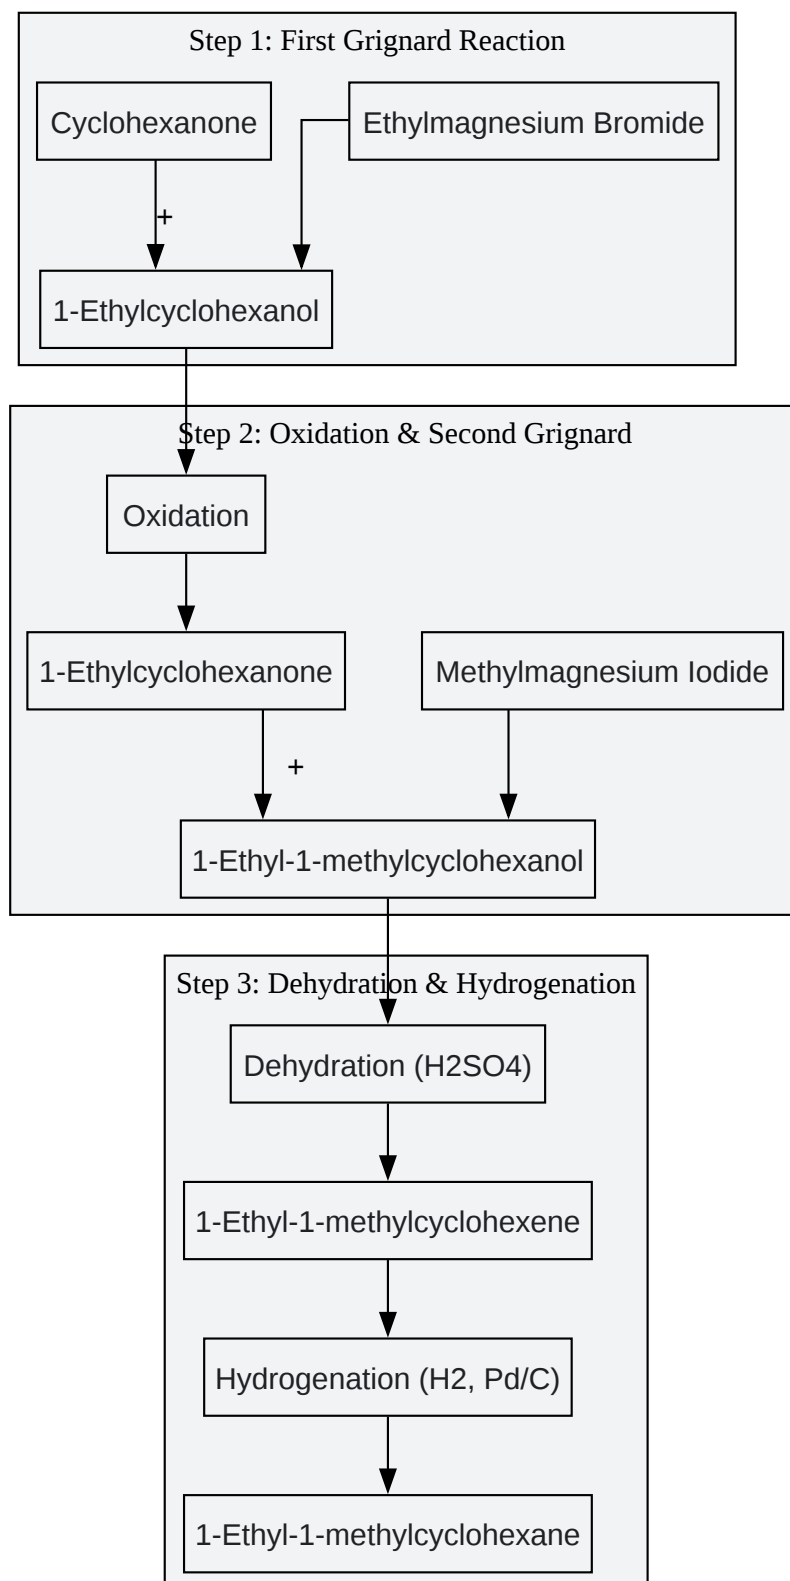 Step 1: First Grignard Reaction
Cyclohexanone
Ethylmagnesium Bromide
+
1-Ethylcyclohexanol
Step 2: Oxidation & Second Grignard
Oxidation
1-Ethylcyclohexanone
Methylmagnesium Iodide
+
1-Ethyl-1-methylcyclohexanol
Step 3: Dehydration & Hydrogenation
Dehydration (H2SO4)
1-Ethyl-1-methylcyclohexene
Hydrogenation (H2, Pd/C)
1-Ethyl-1-methylcyclohexane